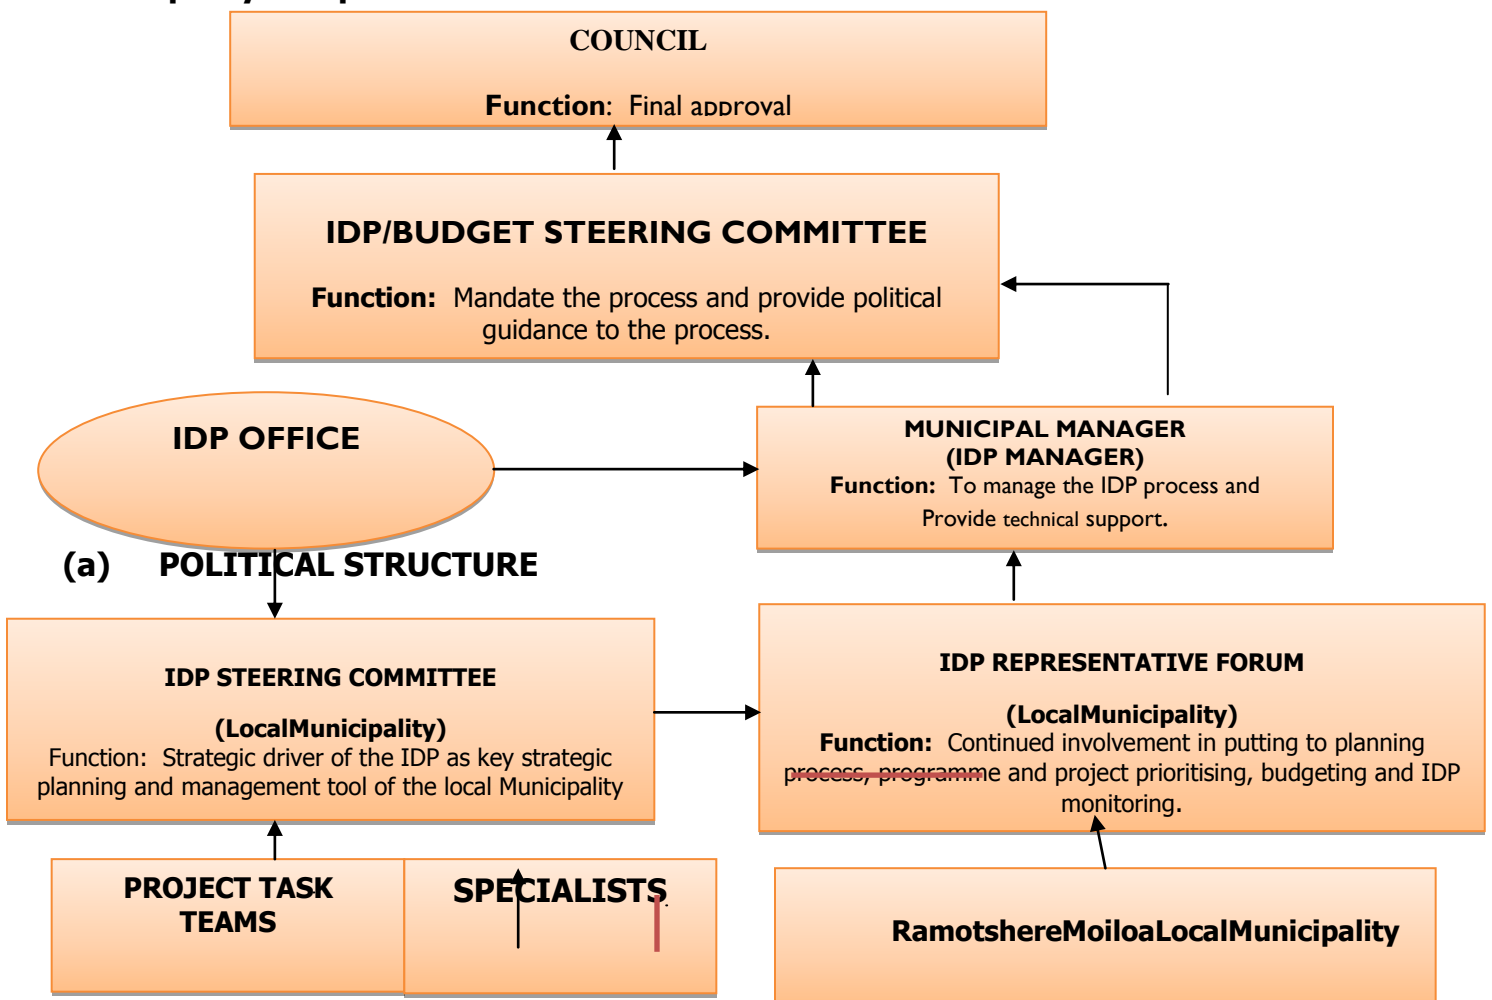 COUNCIL
Function: Final approval
IDP/BUDGET STEERING COMMITTEE
Function: Mandate the process and provide political
guidance to the process.
IDP OFFICE
MUNICIPAL MANAGER
(IDP MANAGER)
Function: To manage the IDP process and
Provide technical support.
(a) POLITICAL STRUCTURE
IDP STEERING COMMITTEE
(LocalMunicipality)
Function: Strategic driver of the IDP as key strategic
planning and management tool of the local Municipality
IDP REPRESENTATIVE FORUM
(LocalMunicipality)
Function: Continued involvement in putting to planning
process, programme and project prioritising, budgeting and IDP
monitoring.
PROJECT TASK
TEAMS
SPECIALISTS
RamotshereMoiloaLocalMunicipality